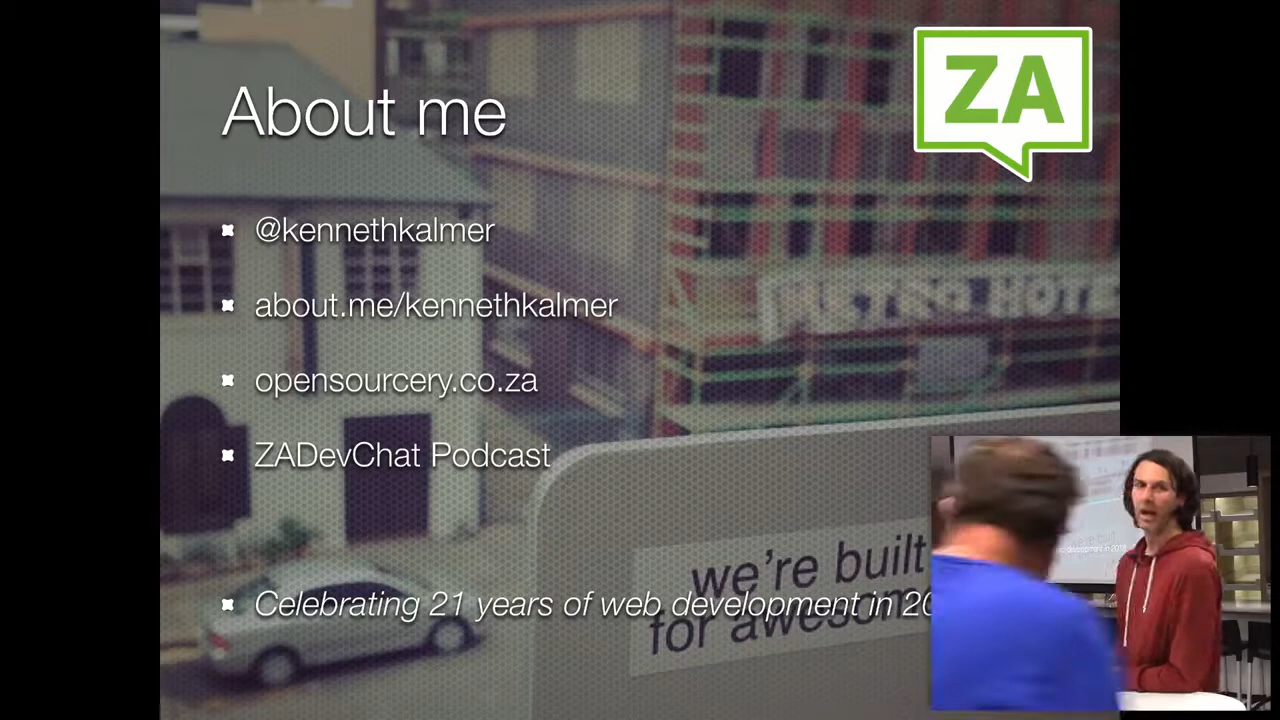 About me
ZA
@kennethkalmer
about.me/kennethkalmer
opensourcery.co.za
ZADevChat Podcast
we're built
for awesom
Celebrating 21 years of web development in 20